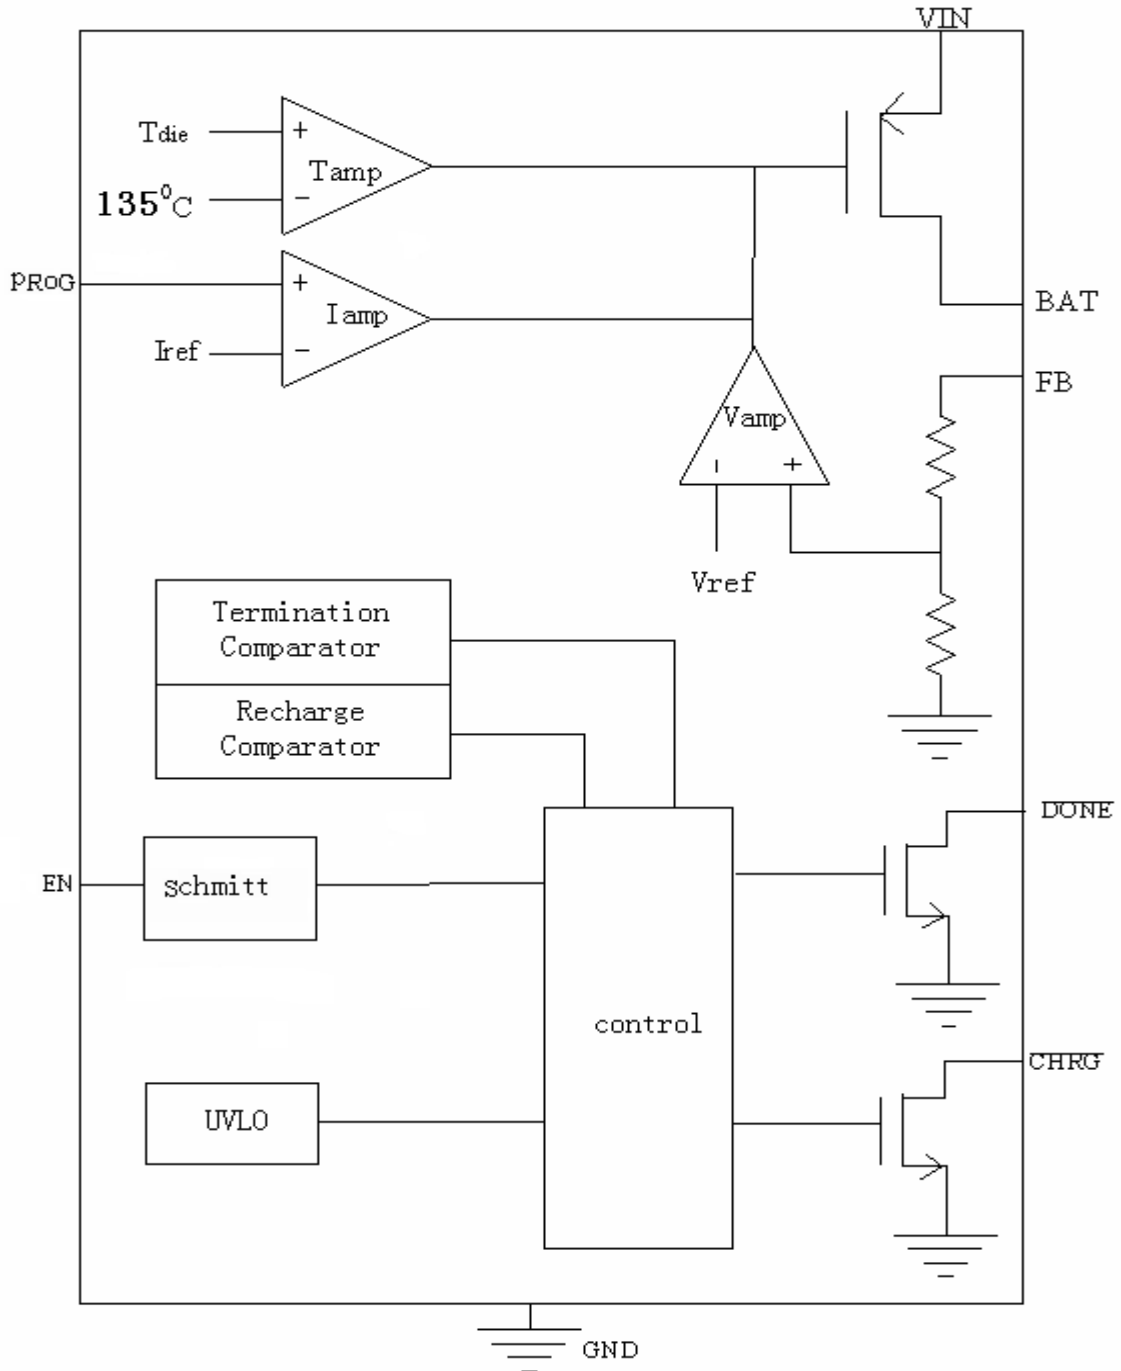 VIN
Tdie
+
Tamp
135⁰C
−
PROG
+
Iamp
BAT
Iref
−
FB
Vamp
− +
Vref
Termination
Comparator
Recharge
Comparator
DONE
EN
schmitt
control
CHRG
UVLO
GND